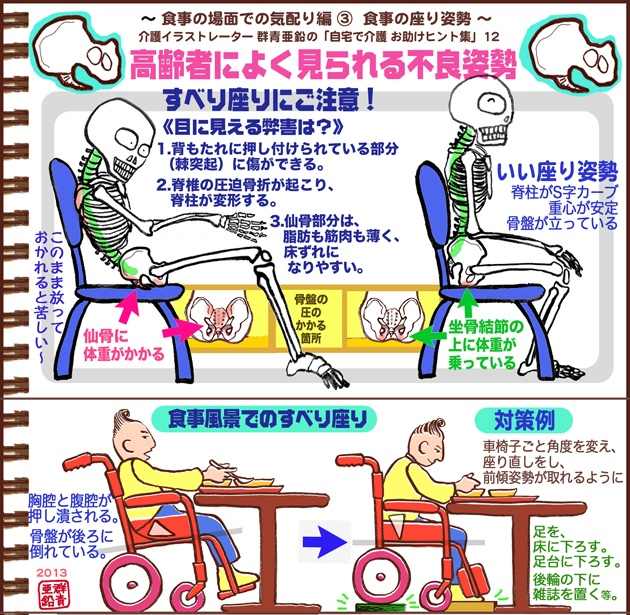 ～ 食事の場面での気配り編 ③ 食事の座り姿勢 ～
介護イラストレーター 群青亜鉛の「自宅で介護 お助けヒント集」12
高齢者によく見られる不良姿勢
すべり座りにご注意！
《目に見える弊害は？》
1.背もたれに押し付けられている部分
（棘突起）に傷ができる。
2.脊椎の圧迫骨折が起こり、
脊柱が変形する。
3.仙骨部分は、
脂肪も筋肉も薄く、
床ずれに
なりやすい。
いい座り姿勢
脊柱がS字カーブ
重心が安定
骨盤が立っている
このまま放って
おかれると苦しい～
仙骨に
体重がかかる
骨盤の
圧の
かかる
箇所
坐骨結節の
上に体重が
乗っている
食事風景でのすべり座り
胸腔と腹腔が
押し潰される。
骨盤が後ろに
倒れている。
対策例
車椅子ごと角度を変え、
座り直しをし、
前傾姿勢が取れるように
足を、
床に下ろす。
足台に下ろす。
後輪の下に
雑誌を置く等。
2013
群青
亜鉛